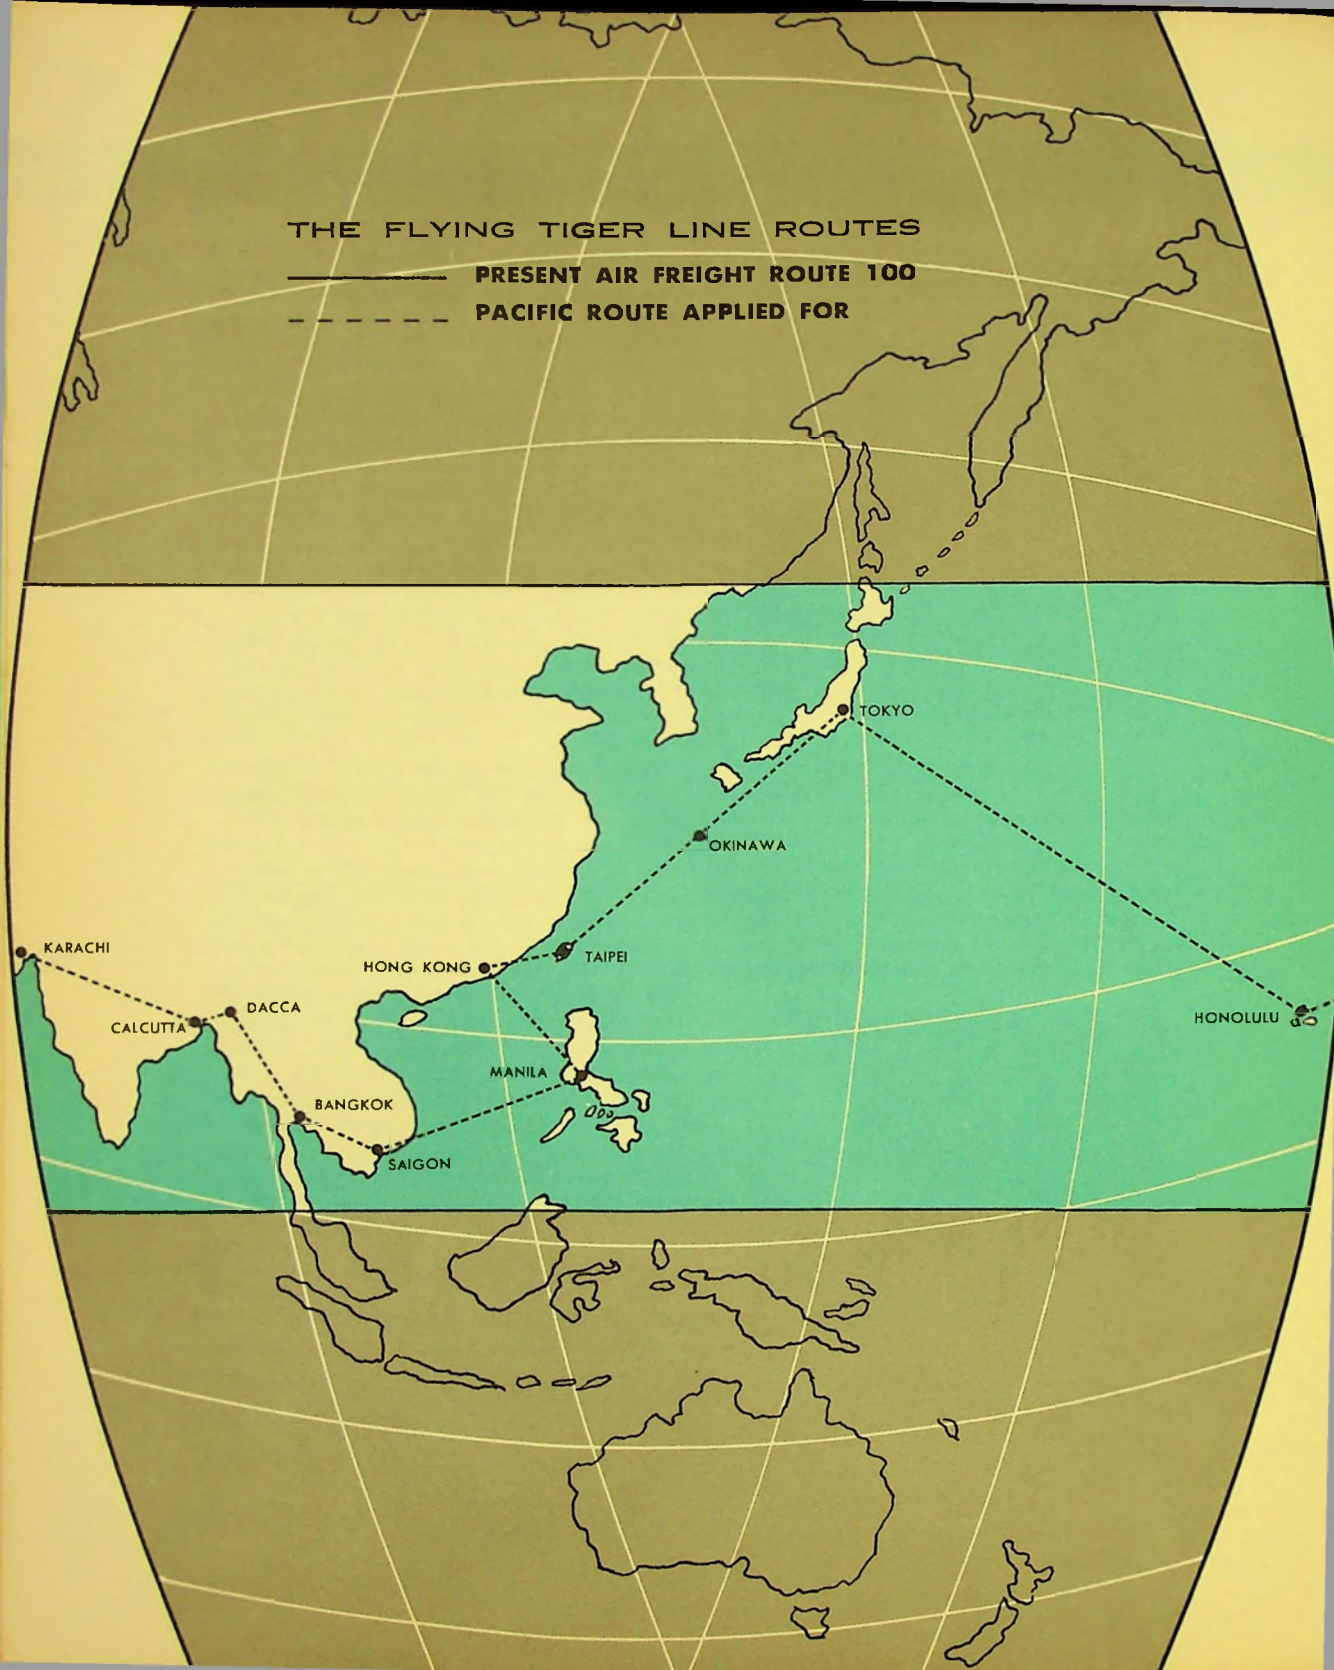 THE FLYING TIGER LINE ROUTES
PRESENT AIR FREIGHT ROUTE 100
PACIFIC ROUTE APPLIED FOR
TOKYO
OKINAWA
KARACHI
TAIPEI
HONG KONG
DACCA
CALCUTTA
HONOLULU
MANILA
BANGKOK
SAIGON